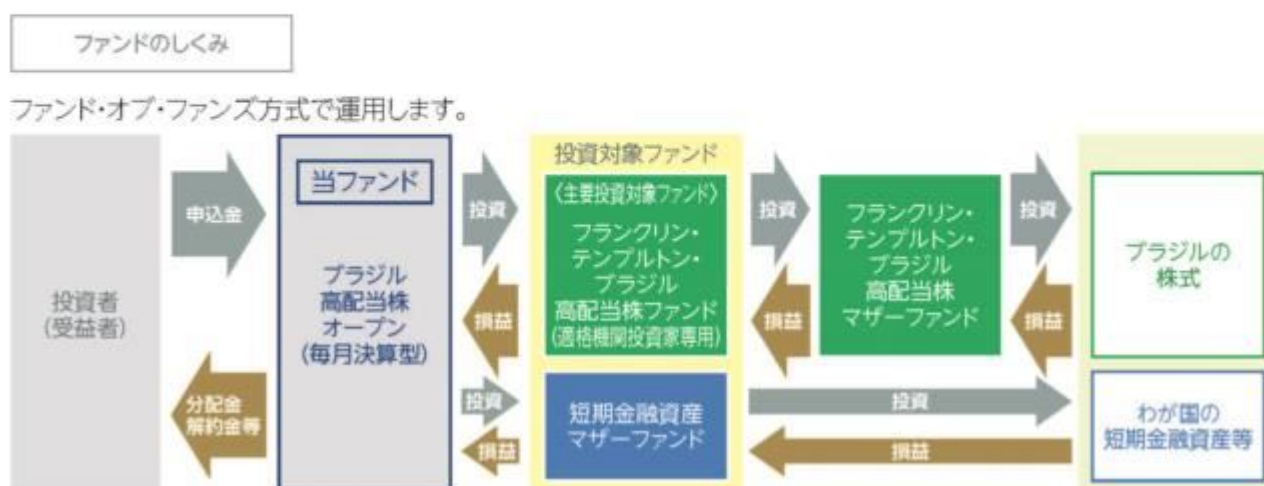 ファンドのしくみ
ファンド・オブ・ファンズ方式で運用します。
投資者
(受益者)
申込金
分配金
解約金等
当ファンド
ブラジル
高配当株
オープン
(毎月決算型)
投資
損益
投資
損益
投資対象ファンド
〈主要投資対象ファンド〉
フランクリン・
テンプルトン・
ブラジル
高配当株ファンド
(適格機関投資家専用)
短期金融資産
マザーファンド
投資
損益
フランクリン・
テンプルトン・
ブラジル
高配当株
マザーファンド
投資
損益
投資
損益
ブラジルの
株式
わが国の
短期金融資産等